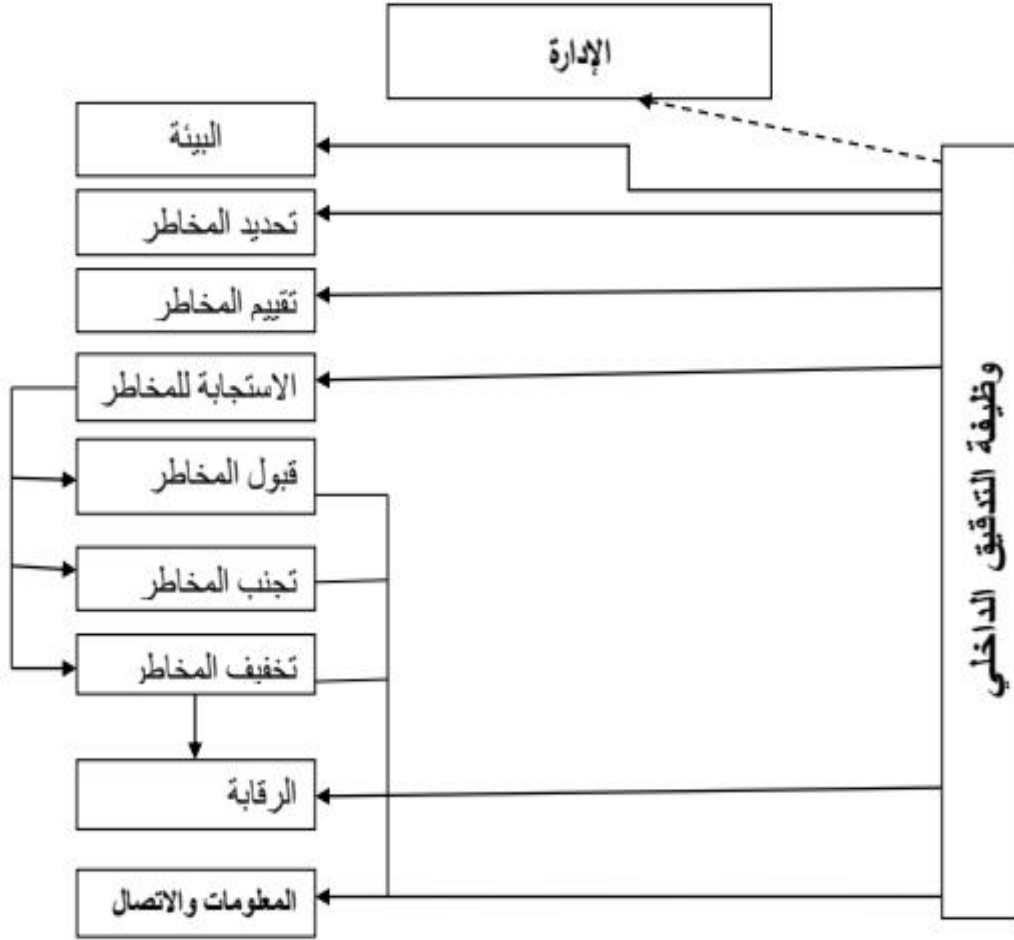 الإدارة
البيئة
تحديد المخاطر
تقييم المخاطر
الاستجابة للمخاطر
قبول المخاطر
تجنب المخاطر
تخفيف المخاطر
الرقابة
المعلومات والاتصال
وظيفة التدقيق الداخلي